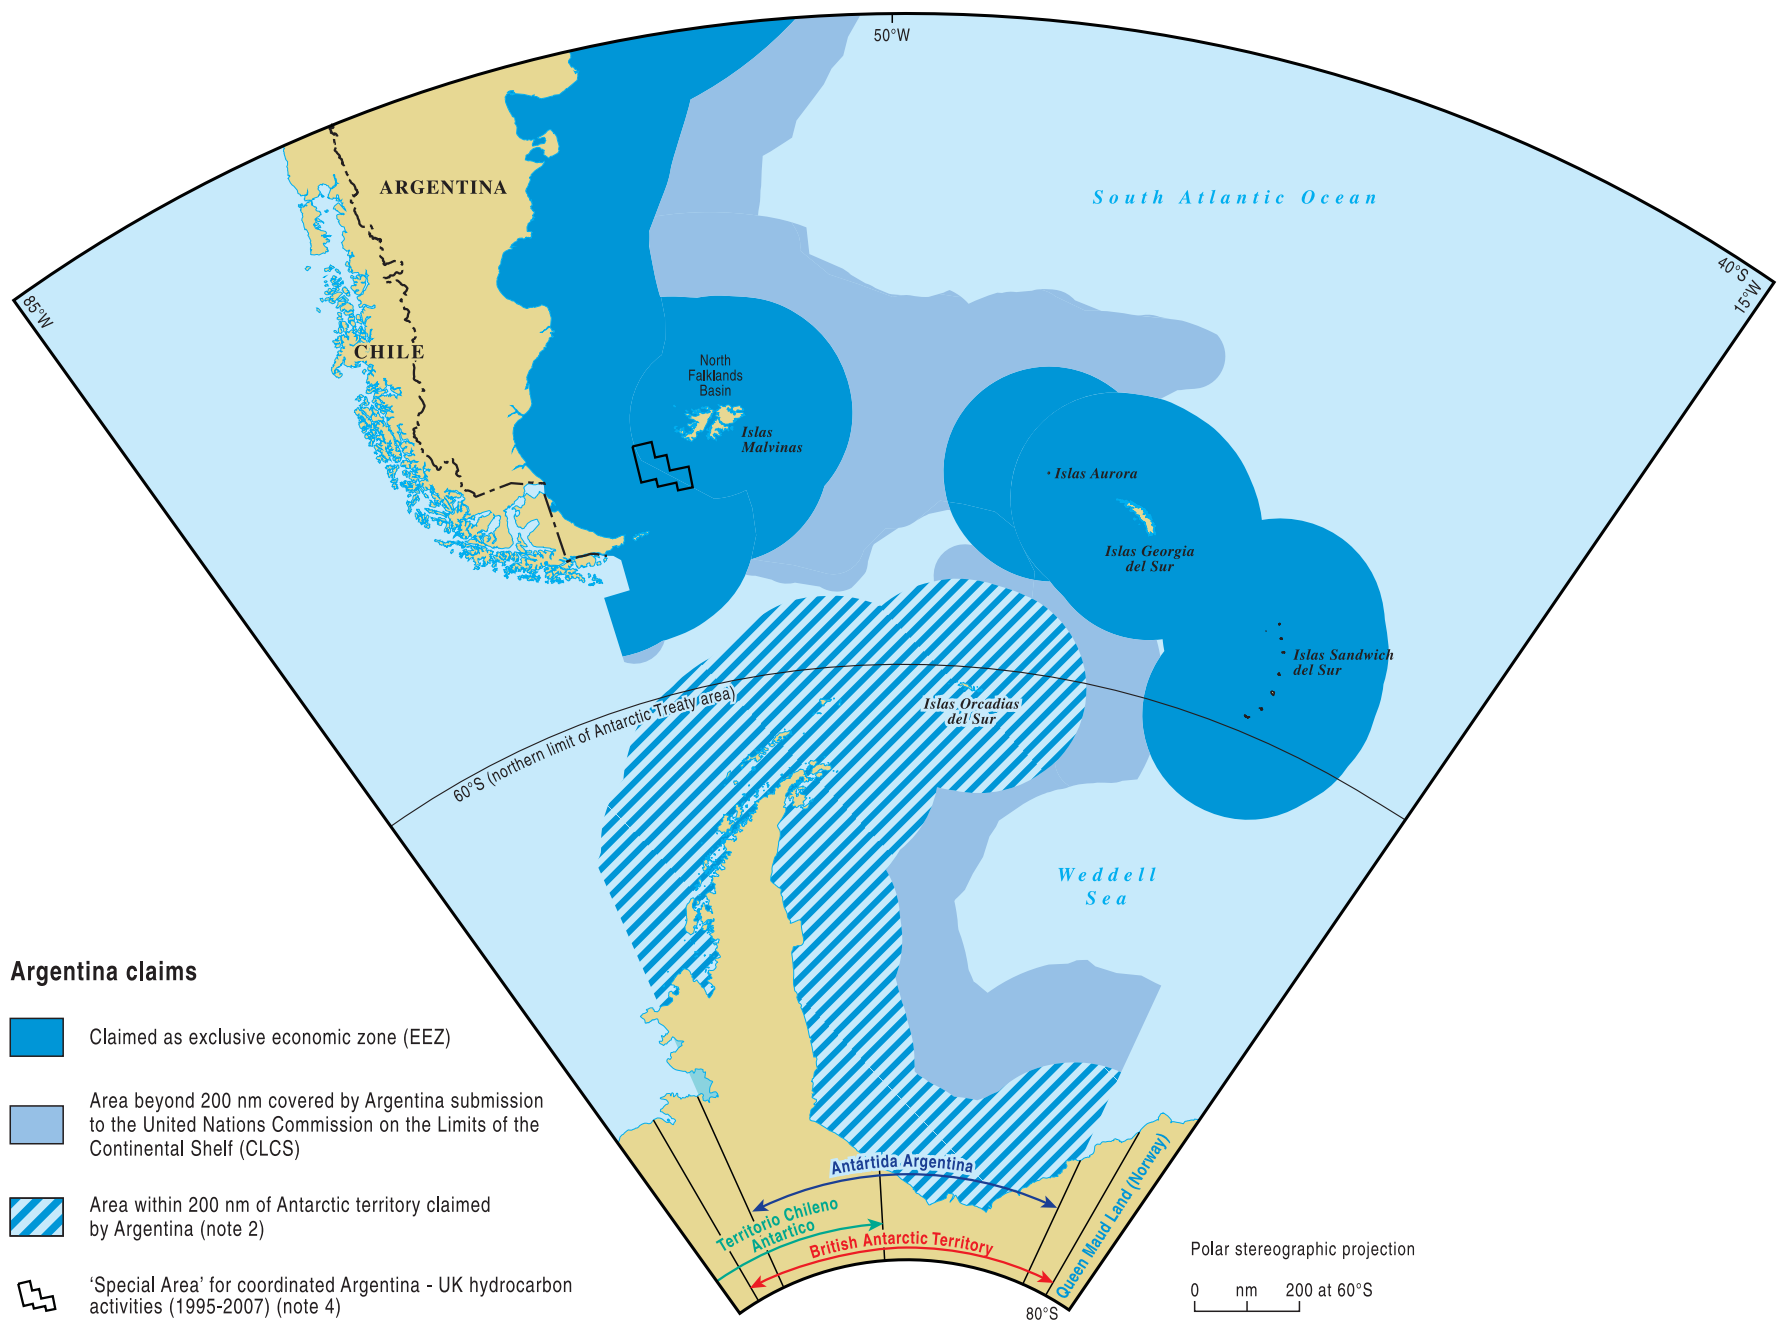 50°W
ARGENTINA
South Atlantic Ocean
40°S
15°W
85°W
CHILE
North
Falklands
Basin
Islas
Malvinas
Islas Aurora
Islas Georgia
del Sur
Islas Sandwich
del Sur
Islas Orcadias
del Sur
60°S (northern limit of Antarctic Treaty area)
Weddell
Sea
Argentina claims
Claimed as exclusive economic zone (EEZ)
Area beyond 200 nm covered by Argentina submission
to the United Nations Commission on the Limits of the
Continental Shelf (CLCS)
Area within 200 nm of Antarctic territory claimed
by Argentina (note 2)
'Special Area' for coordinated Argentina - UK hydrocarbon
activities (1995-2007) (note 4)
Antártida Argentina
Territorio Chileno
Antartico
British Antarctic Territory
Queen Maud Land (Norway)
80°S
Polar stereographic projection
0 nm 200 at 60°S